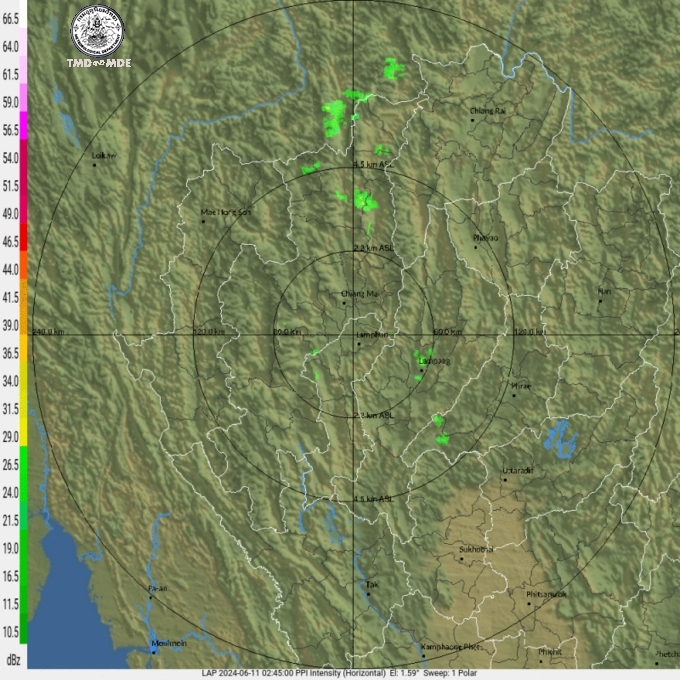 66.5
64.0
61.5
59.0
56.5
54.0
51.5
49.0
46.5
44.0
41.5
39.0
36.5
34.0
31.5
29.0
26.5
24.0
21.5
19.0
16.5
11.5
10.5
dBz
TMD MDE
Chiang Rai
Loikaw
4.5 km ASL
Mae Hong Son
Phayao
2.2 km ASL
Nan
Chiang Mai
240.0 km
120.0 km
60.0 km
60.0 km
120.0 km
Lamphun
Lampang
Phrae
2.2 km ASL
Uttaradit
4.5 km ASL
Sukhothai
Tak
Pa-an
Phitsanulok
Moulmein
Kamphaeng Phet
Phichit
LAP 2024-06-11 02:45:00 PPI Intensity (Horizontal) El: 1.59° Sweep: 1 Polar